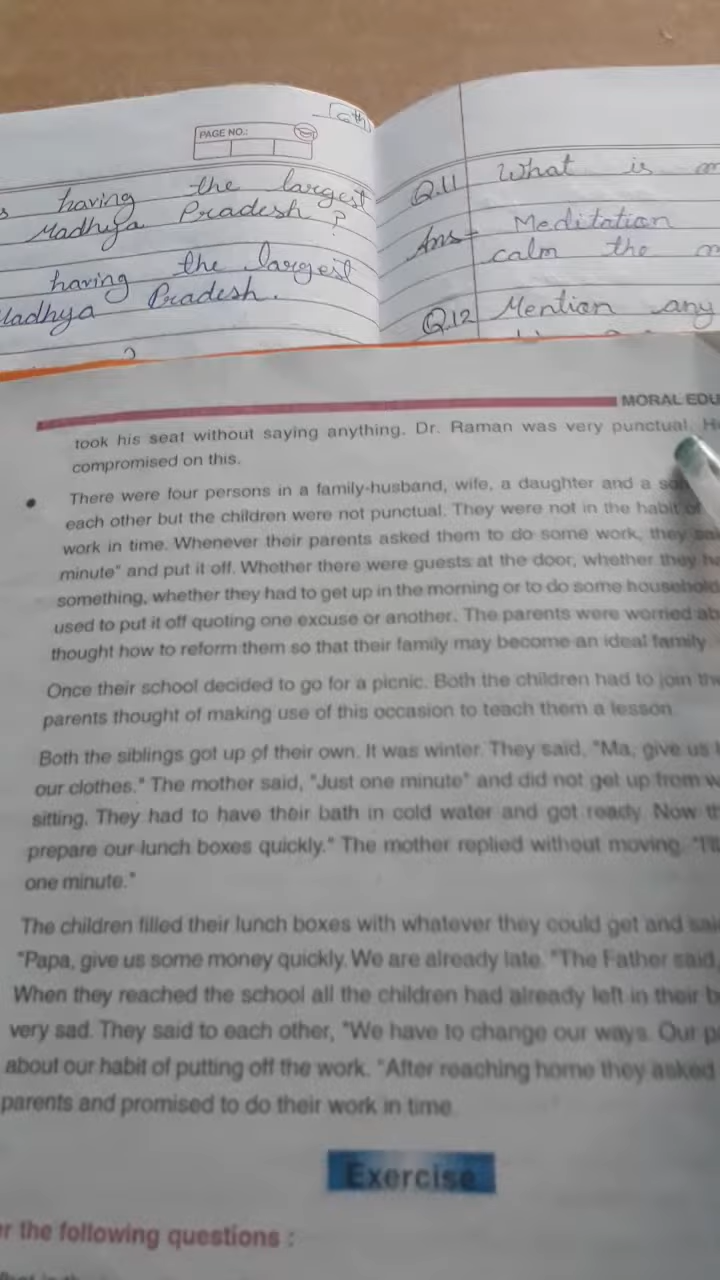 6th
PAGE NO.:
having the largest
Madhya Pradesh ?
having the largest
Madhya Pradesh.
Q.11 What is
Ans= Meditation
calm the
Q.12 Mention any
MORAL EDU
took his seat without saying anything. Dr. Raman was very punctual. H
compromised on this.
• There were four persons in a family-husband, wife, a daughter and a
each other but the children were not punctual. They were not in the habit of
work in time. Whenever their parents asked them to do some work, they
minute" and put it off. Whether there were guests at the door, whether they
something, whether they had to get up in the morning or to do some household
used to put it off quoting one excuse or another. The parents were worried ab
thought how to reform them so that their family may become an ideal family
Once their school decided to go for a picnic. Both the children had to join
parents thought of making use of this occasion to teach them a lesson
Both the siblings got up of their own. It was winter. They said, "Ma, give us
our clothes." The mother said, "Just one minute" and did not get up from
sitting. They had to have their bath in cold water and got ready. Now
prepare our lunch boxes quickly." The mother replied without moving.
one minute."
The children filled their lunch boxes with whatever they could get and
"Papa, give us some money quickly. We are already late. "The Father said,
When they reached the school all the children had already left in their
very sad. They said to each other, "We have to change our ways. Our
about our habit of putting off the work. "After reaching home they asked
parents and promised to do their work in time.
Exercise
r the following questions :